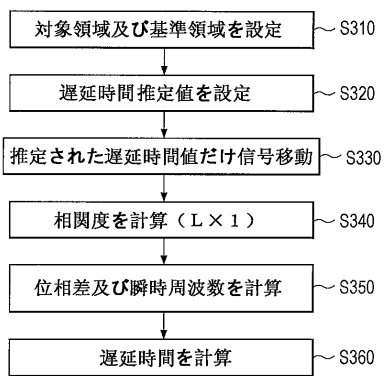 対象領域及び基準領域を設定 S310
遅延時間推定値を設定 S320
推定された遅延時間値だけ信号移動 S330
相関度を計算（L×1） S340
位相差及び瞬時周波数を計算 S350
遅延時間を計算 S360